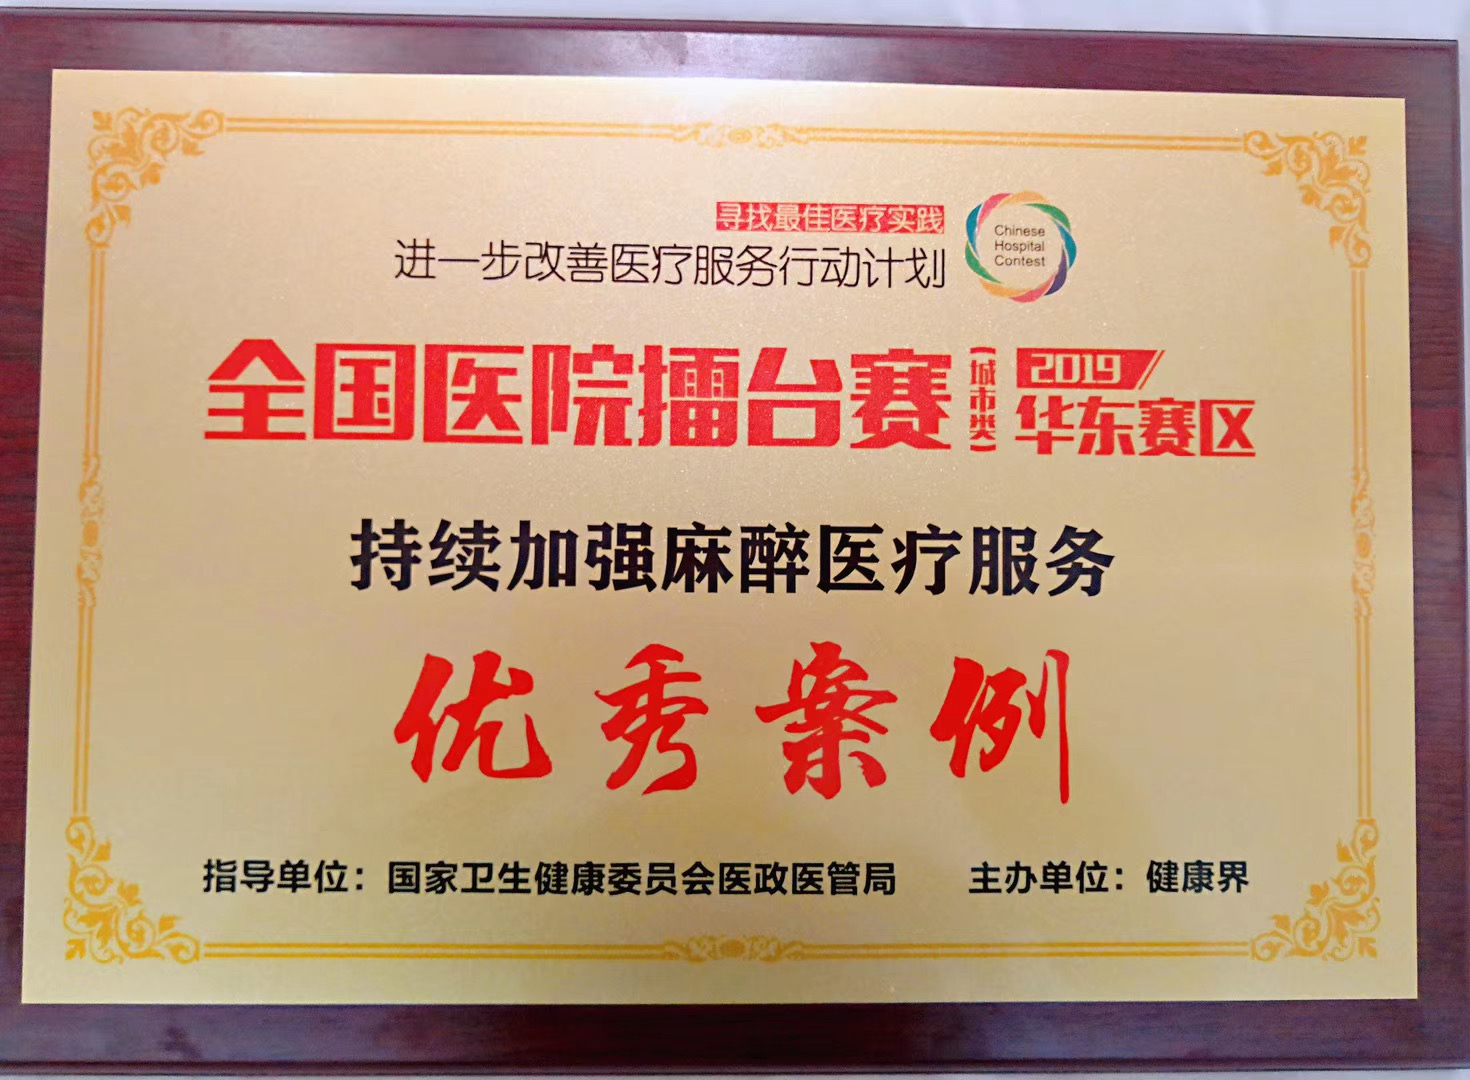 寻找最佳医疗实践
进一步改善医疗服务行动计划
Chinese
Hospital
Contest
全国医院擂台赛
(城市类)
2019
华东赛区
持续加强麻醉医疗服务
优秀案例
指导单位：国家卫生健康委员会医政医管局 主办单位：健康界